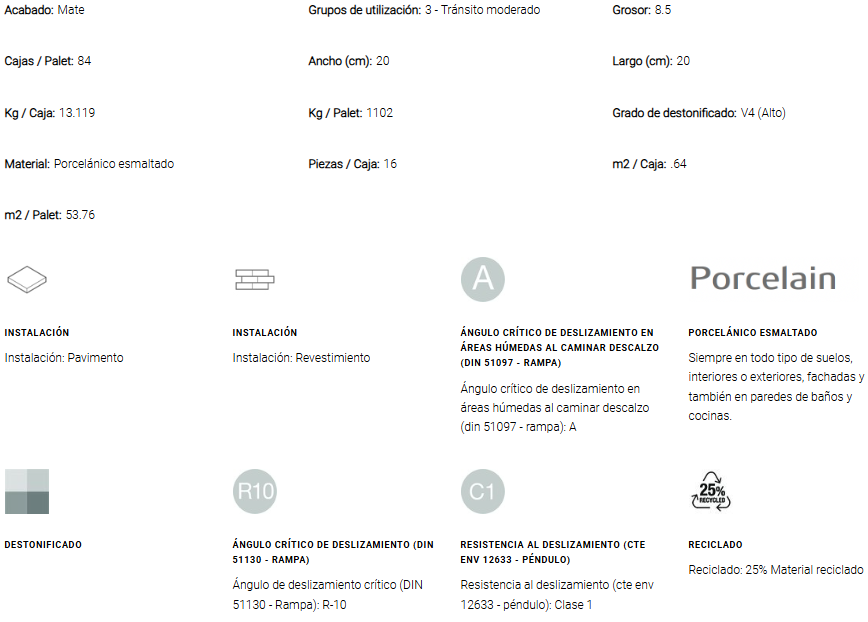 Acabado: Mate
Grupos de utilización: 3 - Tránsito moderado
Grosor: 8.5
Cajas / Palet: 84
Ancho (cm): 20
Largo (cm): 20
Kg / Caja: 13.119
Kg / Palet: 1102
Grado de destonificado: V4 (Alto)
Material: Porcelánico esmaltado
Piezas / Caja: 16
m2 / Caja: .64
m2 / Palet: 53.76
INSTALACIÓN
Instalación: Pavimento
INSTALACIÓN
Instalación: Revestimiento
A
ÁNGULO CRÍTICO DE DESLIZAMIENTO EN
ÁREAS HÚMEDAS AL CAMINAR DESCALZO
(DIN 51097 - RAMPA)
Ángulo crítico de deslizamiento en
áreas húmedas al caminar descalzo
(din 51097 - rampa): A
Porcelain
PORCELÁNICO ESMALTADO
Siempre en todo tipo de suelos,
interiores o exteriores, fachadas y
también en paredes de baños y
cocinas.
DESTONIFICADO
R10
ÁNGULO CRÍTICO DE DESLIZAMIENTO (DIN
51130 - RAMPA)
Ángulo de deslizamiento crítico (DIN
51130 - Rampa): R-10
C1
RESISTENCIA AL DESLIZAMIENTO (CTE
ENV 12633 - PÉNDULO)
Resistencia al deslizamiento (cte env
12633 - péndulo): Clase 1
25%
RECYCLED
RECICLADO
Reciclado: 25% Material reciclado